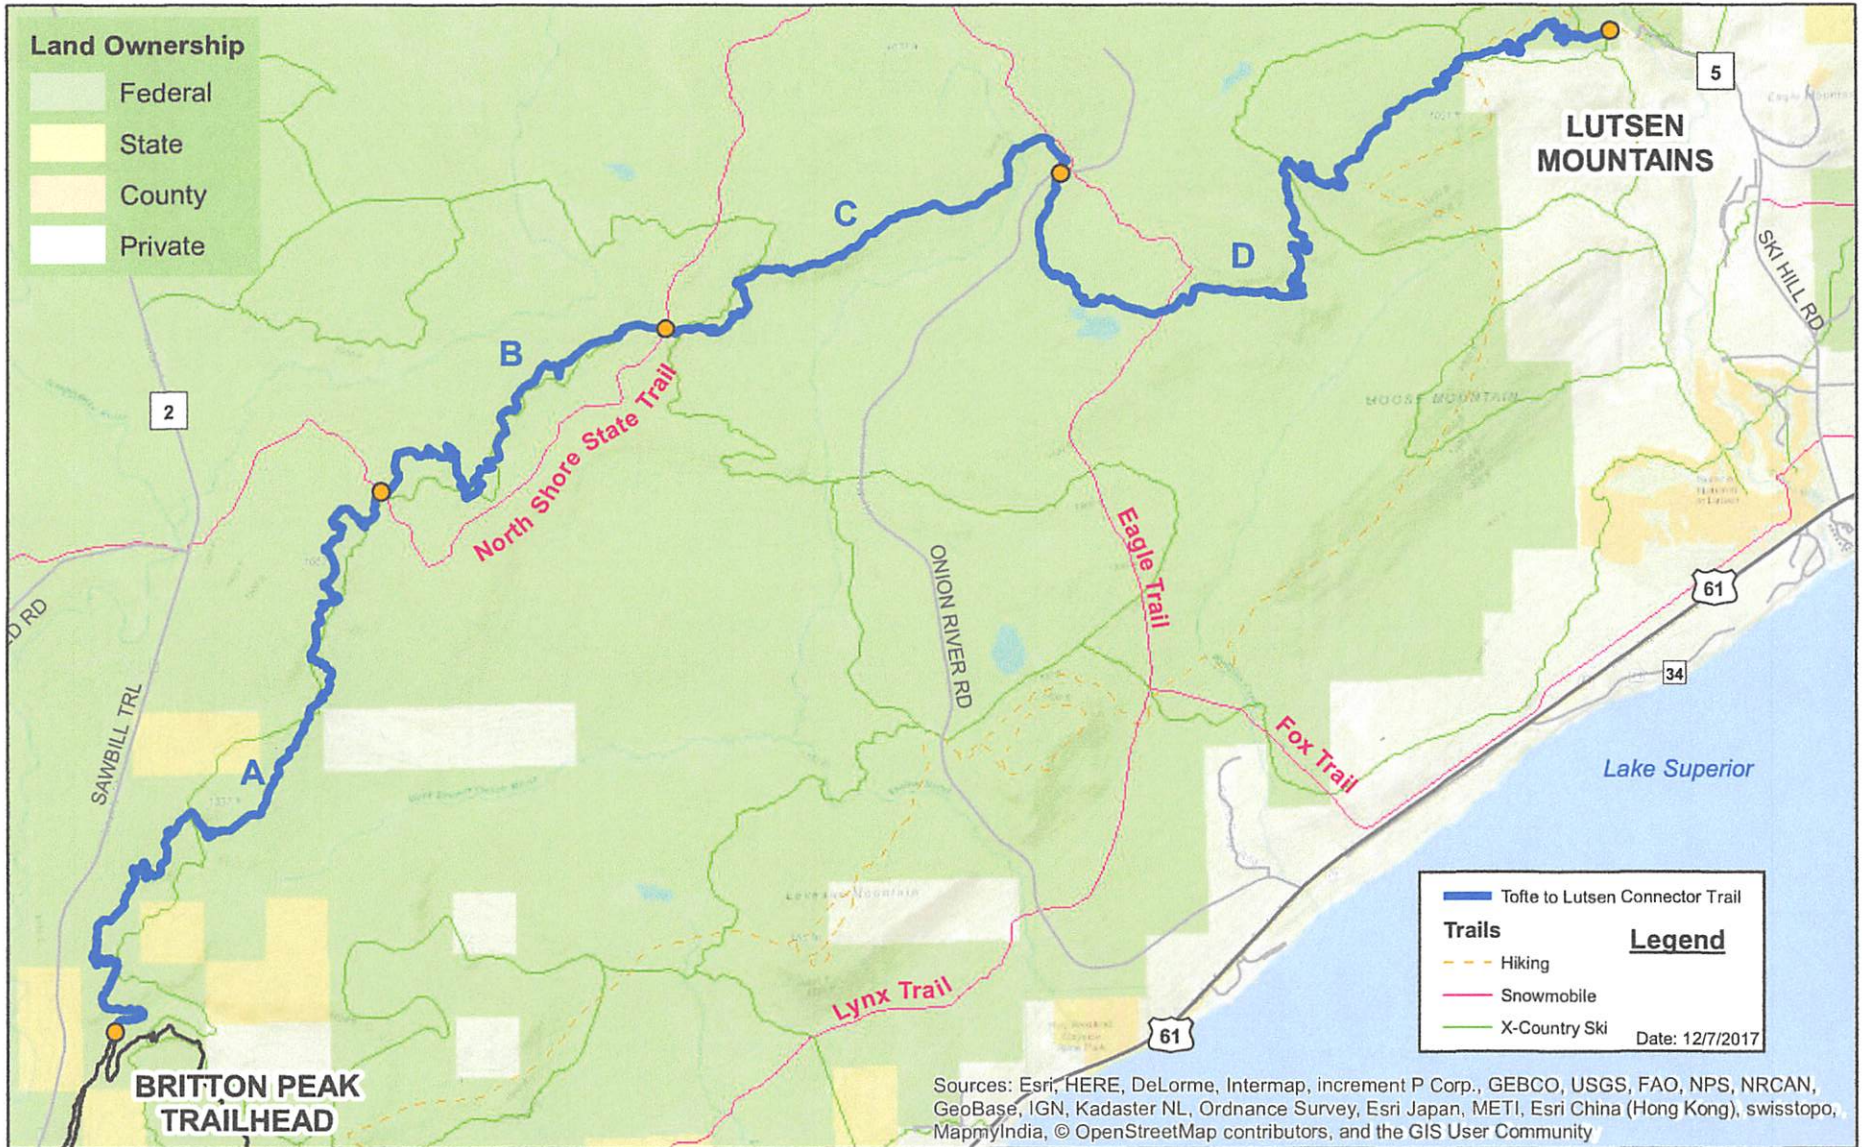 Land Ownership
Federal
State
County
Private
5
LUTSEN
MOUNTAINS
C
D
SKI HILL RD
B
2
North Shore State Trail
MOOSE MOUNTAIN
Eagle Trail
ONION RIVER RD
61
34
SAWBILL TRL
A
Fox Trail
Lake Superior
Lynx Trail
61
Tofte to Lutsen Connector Trail
Trails
Legend
Hiking
Snowmobile
X-Country Ski
Date: 12/7/2017
BRITTON PEAK
TRAILHEAD
Sources: Esri, HERE, DeLorme, Intermap, increment P Corp., GEBCO, USGS, FAO, NPS, NRCAN,
GeoBase, IGN, Kadaster NL, Ordnance Survey, Esri Japan, METI, Esri China (Hong Kong), swisstopo,
MapmyIndia, © OpenStreetMap contributors, and the GIS User Community